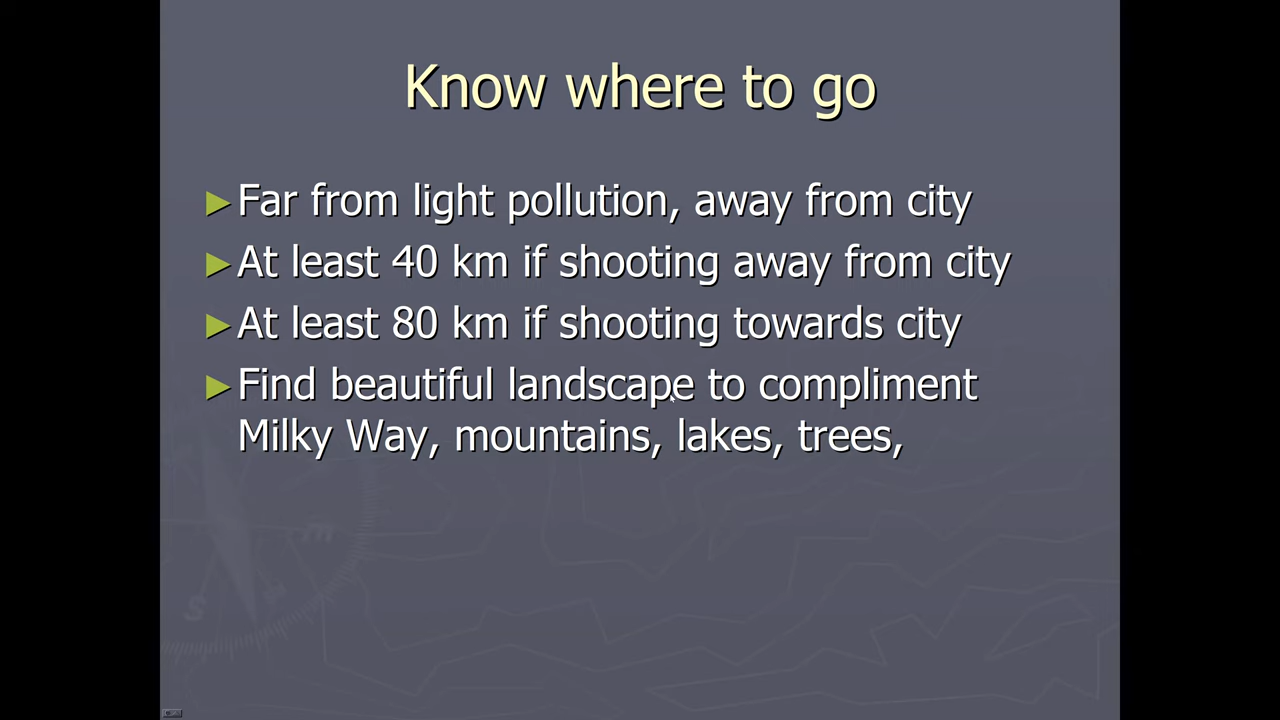 Know where to go
►Far from light pollution, away from city
►At least 40 km if shooting away from city
►At least 80 km if shooting towards city
►Find beautiful landscape to compliment
Milky Way, mountains, lakes, trees,